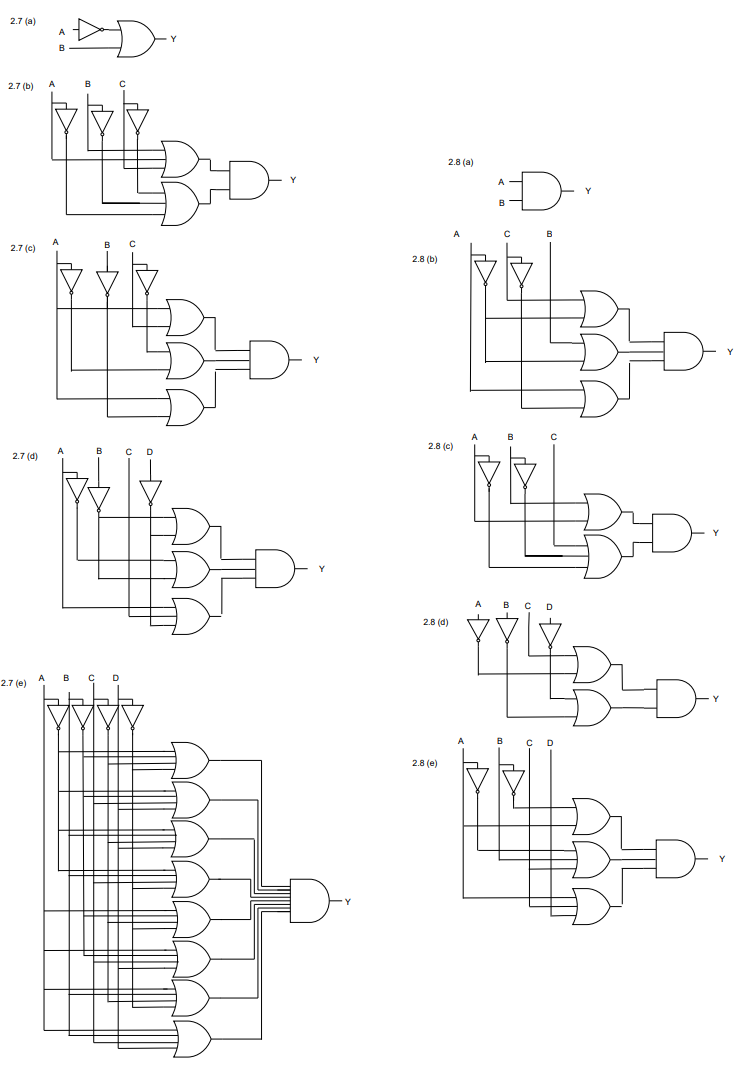 2.7 (a)
A
B
Y
2.7 (b)
A B C
Y
2.7 (c)
A B C
Y
2.7 (d)
A B C D
Y
2.7 (e)
A B C D
Y
2.8 (a)
A
B
Y
2.8 (b)
A C B
Y
2.8 (c)
A B C
Y
2.8 (d)
A B C D
Y
2.8 (e)
A B C D
Y